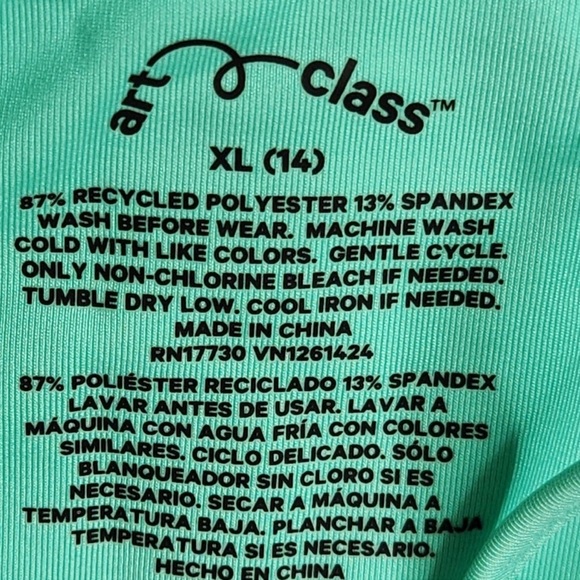 art class™
XL (14)
87% RECYCLED POLYESTER 13% SPANDEX
WASH BEFORE WEAR. MACHINE WASH
COLD WITH LIKE COLORS. GENTLE CYCLE.
ONLY NON-CHLORINE BLEACH IF NEEDED.
TUMBLE DRY LOW. COOL IRON IF NEEDED.
MADE IN CHINA
RN17730 VN1261424
87% POLIÉSTER RECICLADO 13% SPANDEX
LAVAR ANTES DE USAR. LAVAR A
MÁQUINA CON AGUA FRÍA CON COLORES
SIMILARES. CICLO DELICADO. SÓLO
BLANQUEADOR SIN CLORO SI ES
NECESARIO. SECAR A MÁQUINA A
TEMPERATURA BAJA. PLANCHAR A BAJA
TEMPERATURA SI ES NECESARIO.
HECHO EN CHINA